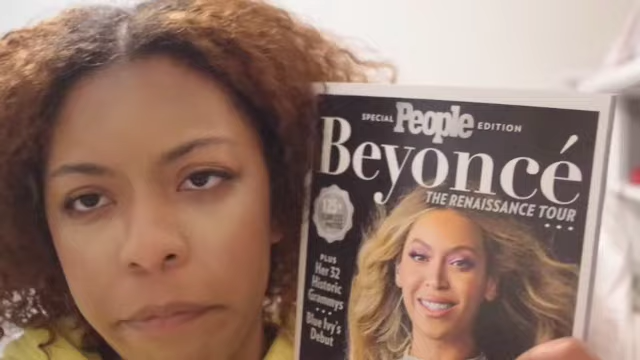 SPECIAL People EDITION
Beyoncé
THE RENAISSANCE TOUR
PLUS
Her 32
Historic
Grammys
Blue Ivy's
Debut